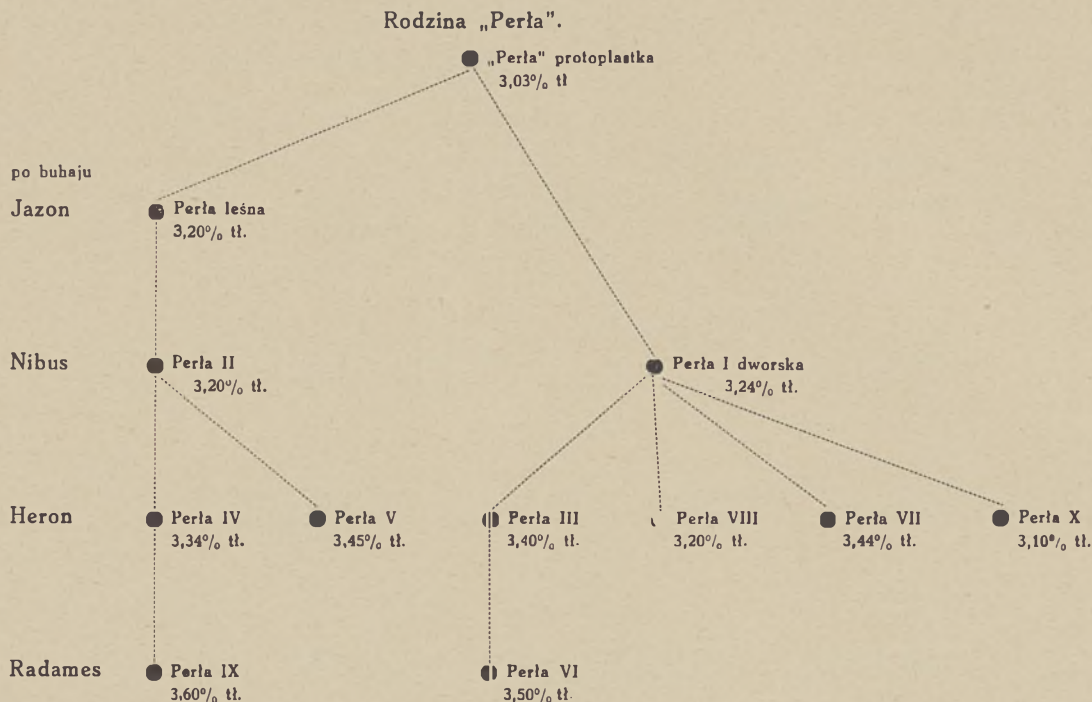 Rodzina „Perła".
„Perła" protoplastka
3,03% tł
po buhaju
Jazon
Perła leśna
3,20% tł.
Nibus
Perła II
3,20% tł.
Perła I dworska
3,24% tł.
Heron
Perła IV
3,34% tł.
Perła V
3,45% tł.
Perła III
3,40% tł.
Perła VIII
3,20% tł.
Perła VII
3,44% tł.
Perła X
3,10% tł.
Radames
Perła IX
3,60% tł.
Perła VI
3,50% tł.